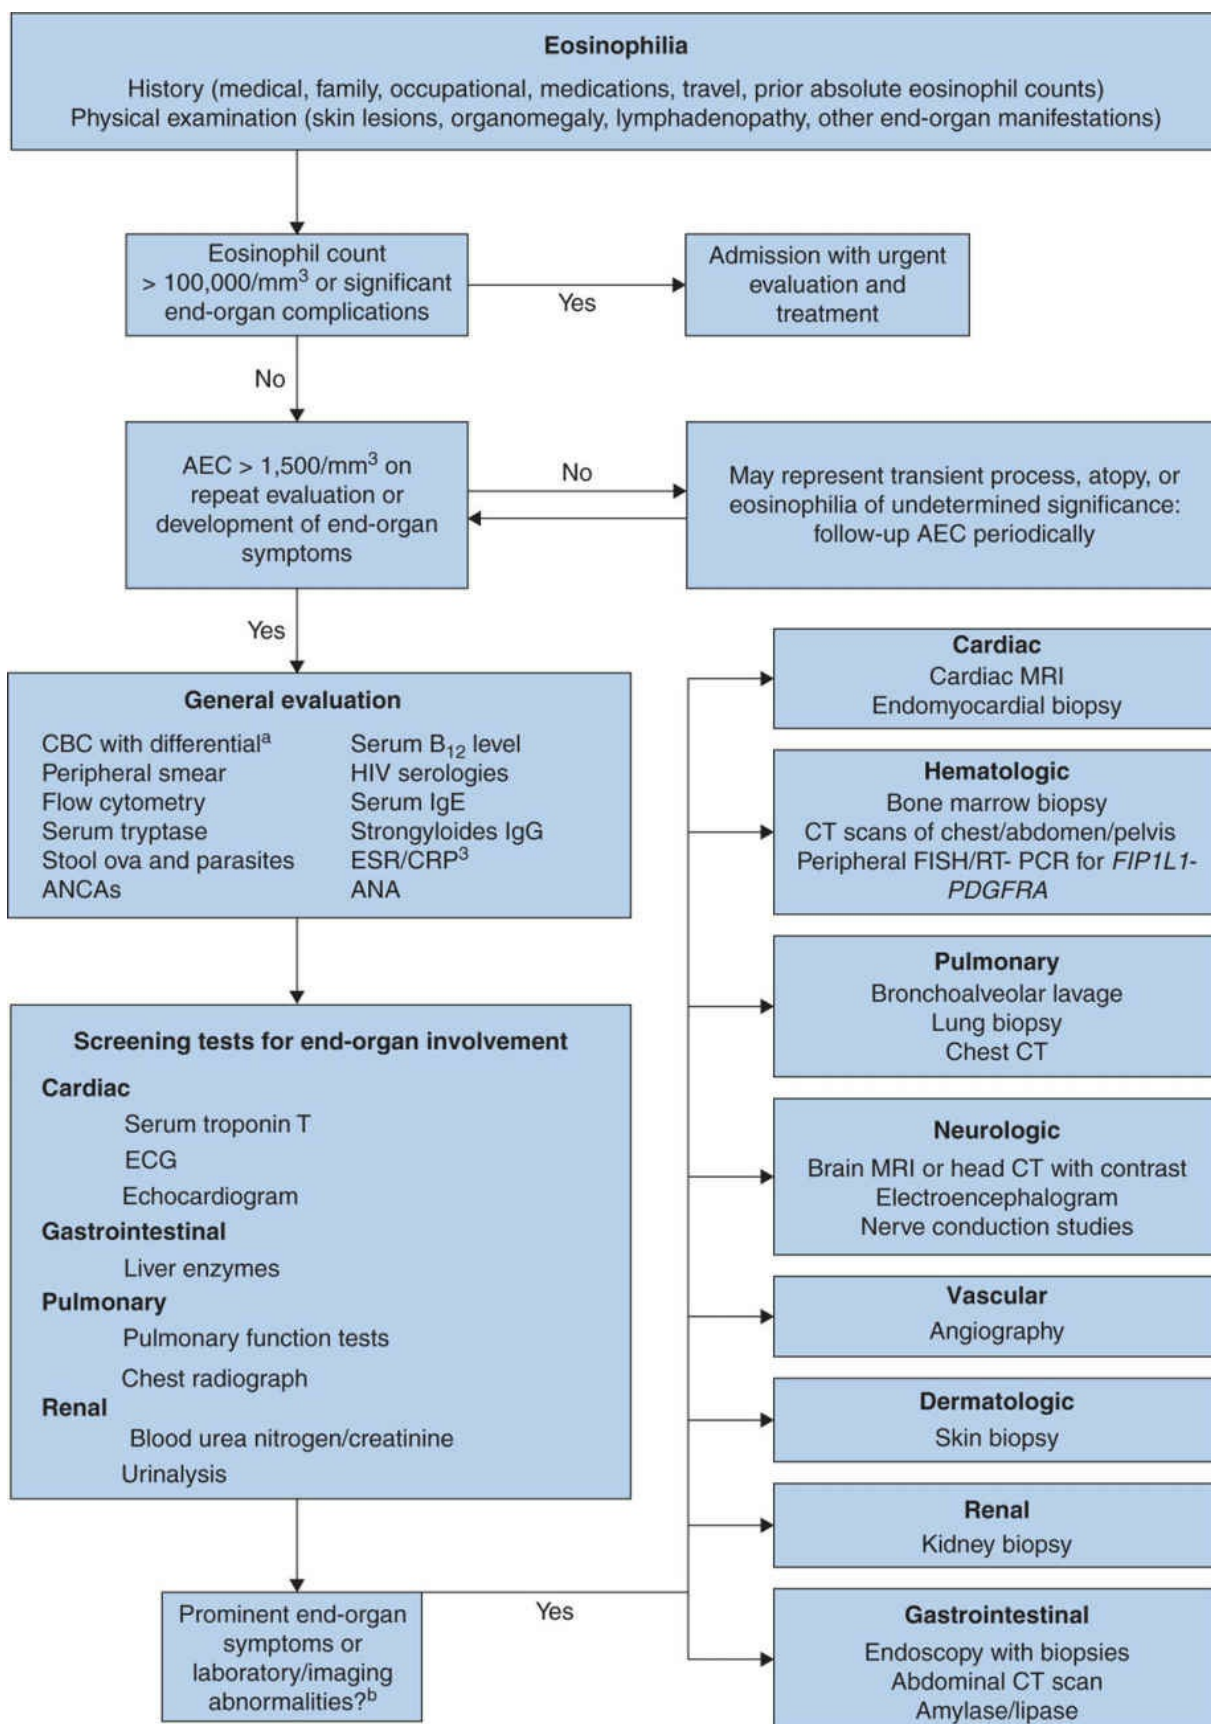 Eosinophilia
History (medical, family, occupational, medications, travel, prior absolute eosinophil counts)
Physical examination (skin lesions, organomegaly, lymphadenopathy, other end-organ manifestations)
Eosinophil count
> 100,000/mm³ or significant
end-organ complications
Yes
Admission with urgent
evaluation and
treatment
No
AEC > 1,500/mm³ on
repeat evaluation or
development of end-organ
symptoms
No
May represent transient process, atopy, or
eosinophilia of undetermined significance:
follow-up AEC periodically
Yes
General evaluation
CBC with differentialᵃ
Peripheral smear
Flow cytometry
Serum tryptase
Stool ova and parasites
ANCAs
Serum B₁₂ level
HIV serologies
Serum IgE
Strongyloides IgG
ESR/CRP³
ANA
Screening tests for end-organ involvement
Cardiac
Serum troponin T
ECG
Echocardiogram
Gastrointestinal
Liver enzymes
Pulmonary
Pulmonary function tests
Chest radiograph
Renal
Blood urea nitrogen/creatinine
Urinalysis
Prominent end-organ
symptoms or
laboratory/imaging
abnormalities?ᵇ
Yes
Cardiac
Cardiac MRI
Endomyocardial biopsy
Hematologic
Bone marrow biopsy
CT scans of chest/abdomen/pelvis
Peripheral FISH/RT- PCR for FIP1L1-
PDGFRA
Pulmonary
Bronchoalveolar lavage
Lung biopsy
Chest CT
Neurologic
Brain MRI or head CT with contrast
Electroencephalogram
Nerve conduction studies
Vascular
Angiography
Dermatologic
Skin biopsy
Renal
Kidney biopsy
Gastrointestinal
Endoscopy with biopsies
Abdominal CT scan
Amylase/lipase